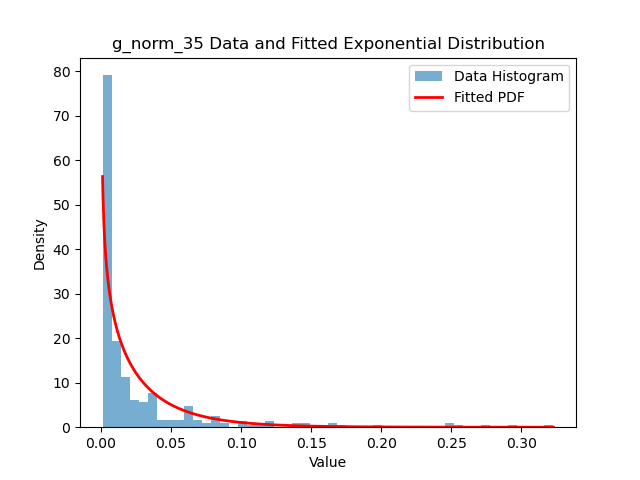 g_norm_35 Data and Fitted Exponential Distribution
Data Histogram
Fitted PDF
80
70
60
50
40
30
20
10
0
Density
0.00 0.05 0.10 0.15 0.20 0.25 0.30
Value